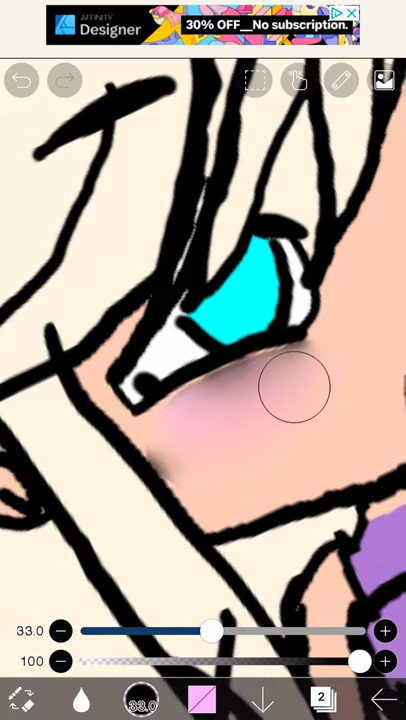 AFFINITY
Designer
30% OFF__No subscription.
33.0
100
33.0
2